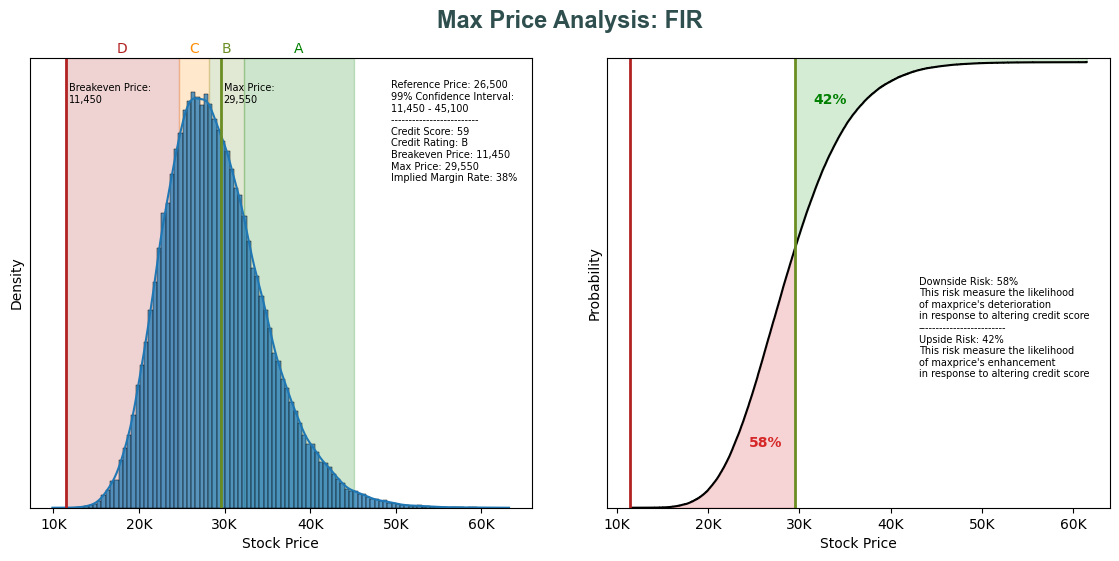 Max Price Analysis: FIR
D C B A
Breakeven Price:
11,450
Max Price:
29,550
Reference Price: 26,500
99% Confidence Interval:
11,450 - 45,100
-------------------------
Credit Score: 59
Credit Rating: B
Breakeven Price: 11,450
Max Price: 29,550
Implied Margin Rate: 38%
Density
10K 20K 30K 40K 50K 60K
Stock Price
42%
58%
Downside Risk: 58%
This risk measure the likelihood
of maxprice's deterioration
in response to altering credit score
-------------------------
Upside Risk: 42%
This risk measure the likelihood
of maxprice's enhancement
in response to altering credit score
Probability
10K 20K 30K 40K 50K 60K
Stock Price